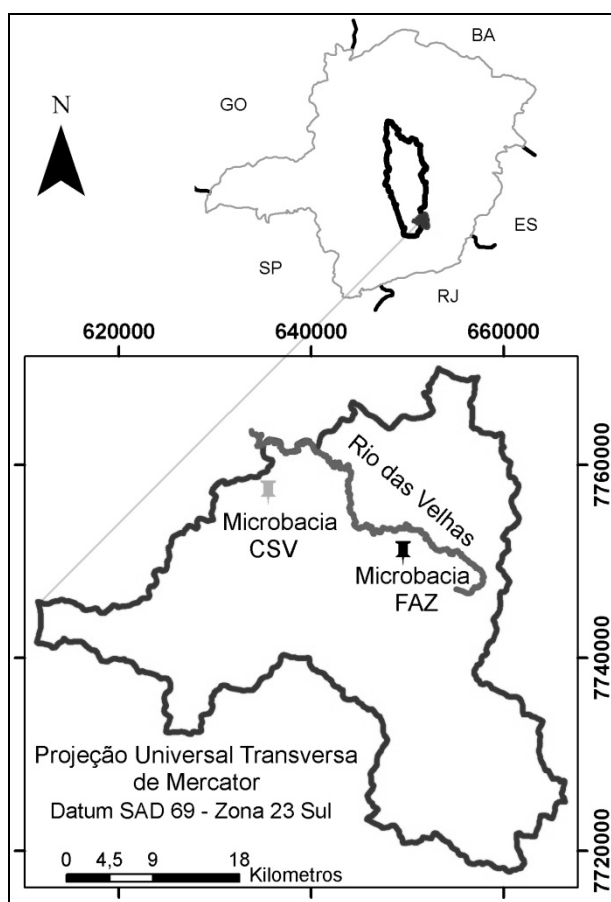 BA
N
GO
ES
SP
RJ
620000 640000 660000
7760000
Rio das Velhas
Microbacia
CSV
Microbacia
FAZ
7740000
Projeção Universal Transversa
de Mercator
Datum SAD 69 - Zona 23 Sul
7720000
0 4,5 9 18
Kilometros